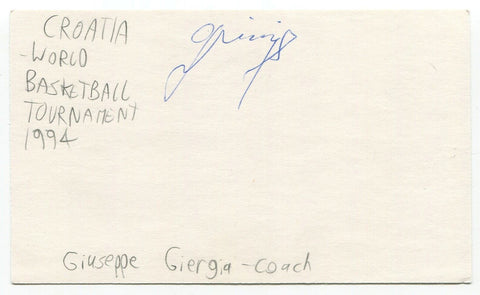 CROATIA
-WORLD
BASKETBALL
TOURNAMENT
1994
Giuseppe Giergia - coach